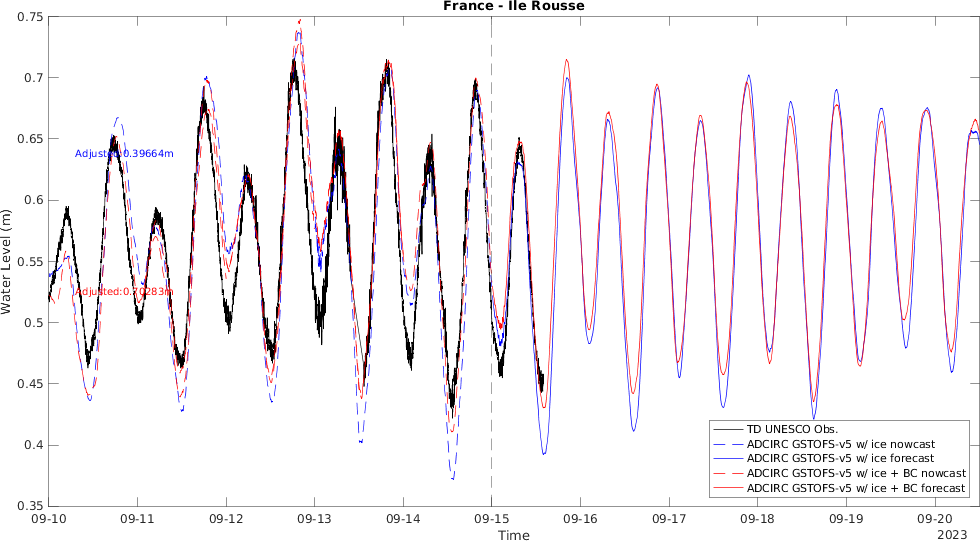 France - Ile Rousse
0.75
0.7
0.65
0.6
0.55
0.5
0.45
0.4
0.35
Water Level (m)
Adjusted:0.39664m
Adjusted:0.70283m
TD UNESCO Obs.
ADCIRC GSTOFS-v5 w/ ice nowcast
ADCIRC GSTOFS-v5 w/ ice forecast
ADCIRC GSTOFS-v5 w/ ice + BC nowcast
ADCIRC GSTOFS-v5 w/ ice + BC forecast
09-10 09-11 09-12 09-13 09-14 09-15 09-16 09-17 09-18 09-19 09-20
Time
2023